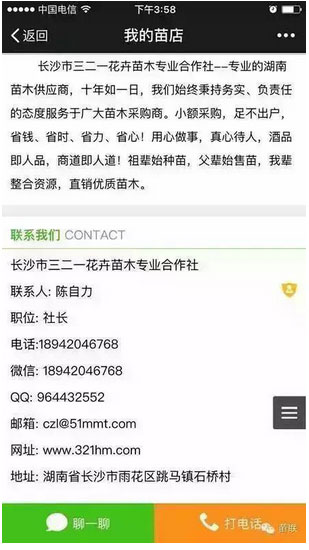 中国电信 下午3:58
返回 我的苗店
长沙市三二一花卉苗木专业合作社--专业的湖南
苗木供应商，十年如一日，我们始终秉持务实、负责任
的态度服务于广大苗木采购商。小额采购，足不出户，
省钱、省时、省力、省心！用心做事，真心待人，酒品
即人品，商道即人道！祖辈始种苗，父辈始售苗，我辈
整合资源，直销优质苗木。
联系我们 CONTACT
长沙市三二一花卉苗木专业合作社
联系人: 陈自力
职位: 社长
电话:18942046768
微信: 18942046768
QQ: 964432552
邮箱: czl@51mmt.com
网址: www.321hm.com
地址: 湖南省长沙市雨花区跳马镇石桥村
聊一聊 打电话
苗联